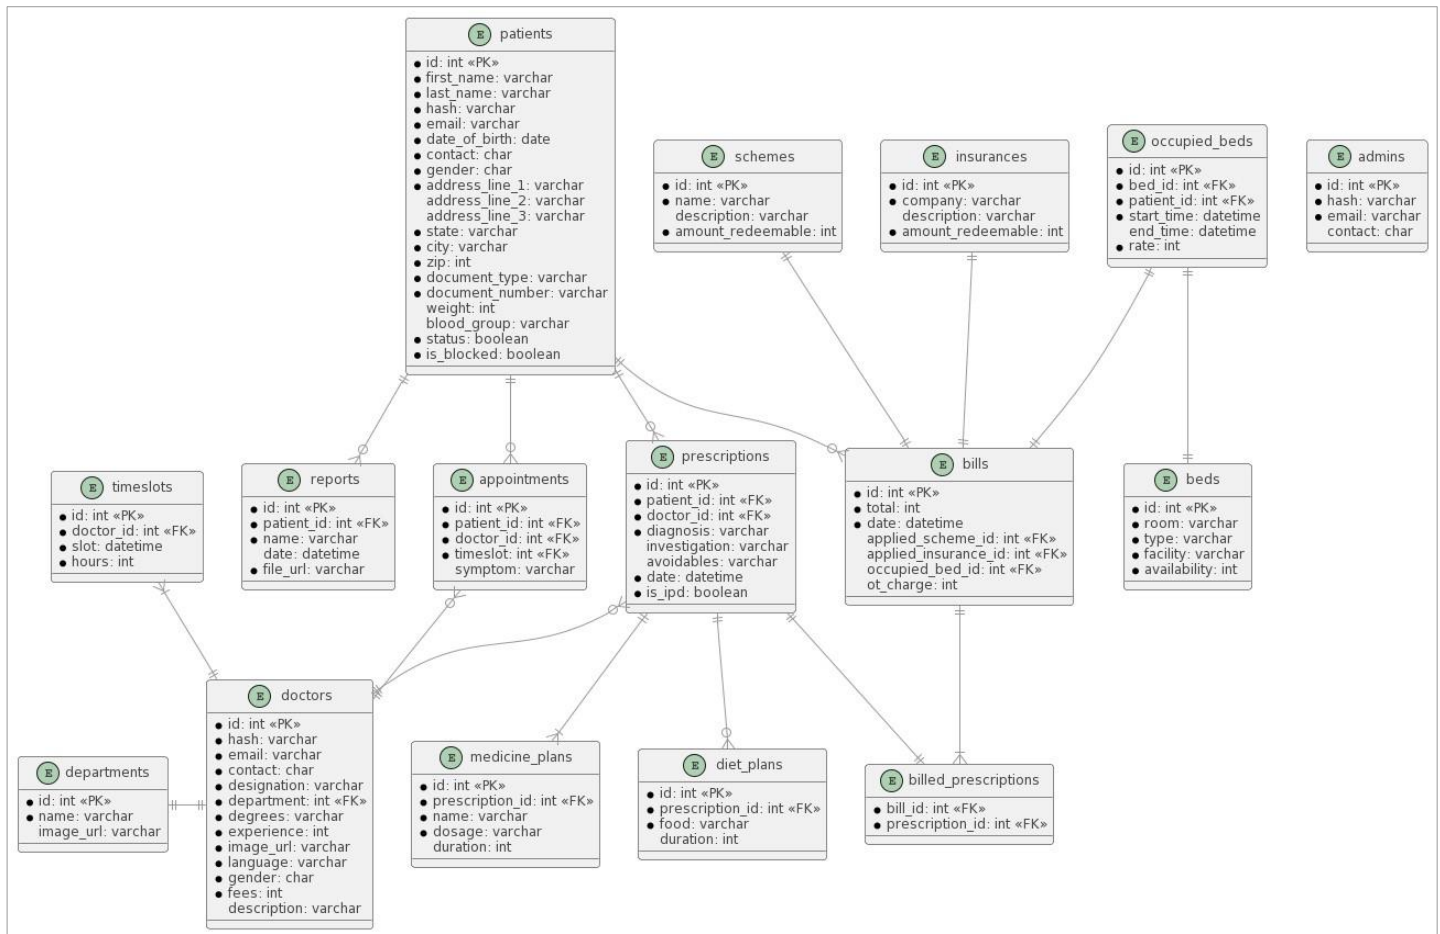 E patients
id: int «PK»
first_name: varchar
last_name: varchar
hash: varchar
email: varchar
date_of_birth: date
contact: char
gender: char
address_line_1: varchar
address_line_2: varchar
address_line_3: varchar
state: varchar
city: varchar
zip: int
document_type: varchar
document_number: varchar
weight: int
blood_group: varchar
status: boolean
is_blocked: boolean
E schemes
id: int «PK»
name: varchar
description: varchar
amount_redeemable: int
E insurances
id: int «PK»
company: varchar
description: varchar
amount_redeemable: int
E occupied_beds
id: int «PK»
bed_id: int «FK»
patient_id: int «FK»
start_time: datetime
end_time: datetime
rate: int
E admins
id: int «PK»
hash: varchar
email: varchar
contact: char
E timeslots
id: int «PK»
doctor_id: int «FK»
slot: datetime
hours: int
E reports
id: int «PK»
patient_id: int «FK»
name: varchar
date: datetime
file_url: varchar
E appointments
id: int «PK»
patient_id: int «FK»
doctor_id: int «FK»
timeslot: int «FK»
symptom: varchar
E prescriptions
id: int «PK»
patient_id: int «FK»
doctor_id: int «FK»
diagnosis: varchar
investigation: varchar
avoidables: varchar
date: datetime
is_ipd: boolean
E bills
id: int «PK»
total: int
date: datetime
applied_scheme_id: int «FK»
applied_insurance_id: int «FK»
occupied_bed_id: int «FK»
ot_charge: int
E beds
id: int «PK»
room: varchar
type: varchar
facility: varchar
availability: int
E departments
id: int «PK»
name: varchar
image_url: varchar
E doctors
id: int «PK»
hash: varchar
email: varchar
contact: char
designation: varchar
department: int «FK»
degrees: varchar
experience: int
image_url: varchar
language: varchar
gender: char
fees: int
description: varchar
E medicine_plans
id: int «PK»
prescription_id: int «FK»
name: varchar
dosage: varchar
duration: int
E diet_plans
id: int «PK»
prescription_id: int «FK»
food: varchar
duration: int
E billed_prescriptions
bill_id: int «FK»
prescription_id: int «FK»